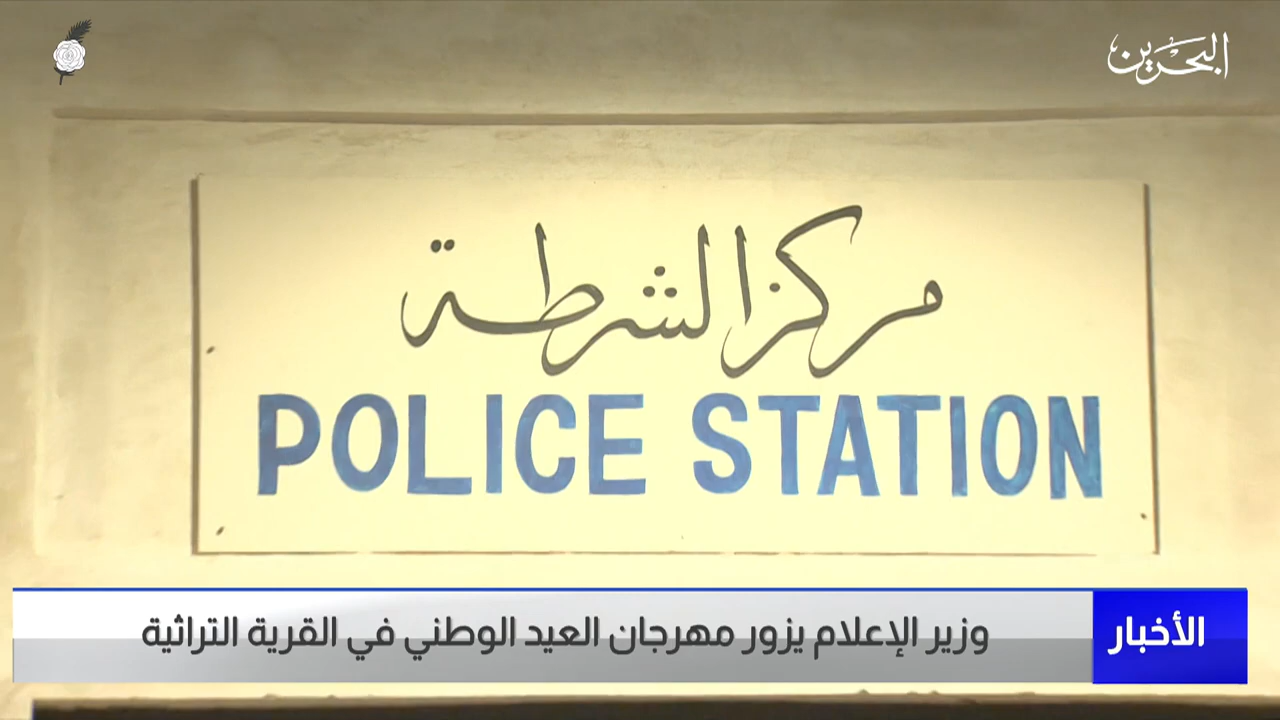 البحرين
مركز الشرطة
POLICE STATION
الأخبار
وزير الإعلام يزور مهرجان العيد الوطني في القرية التراثية